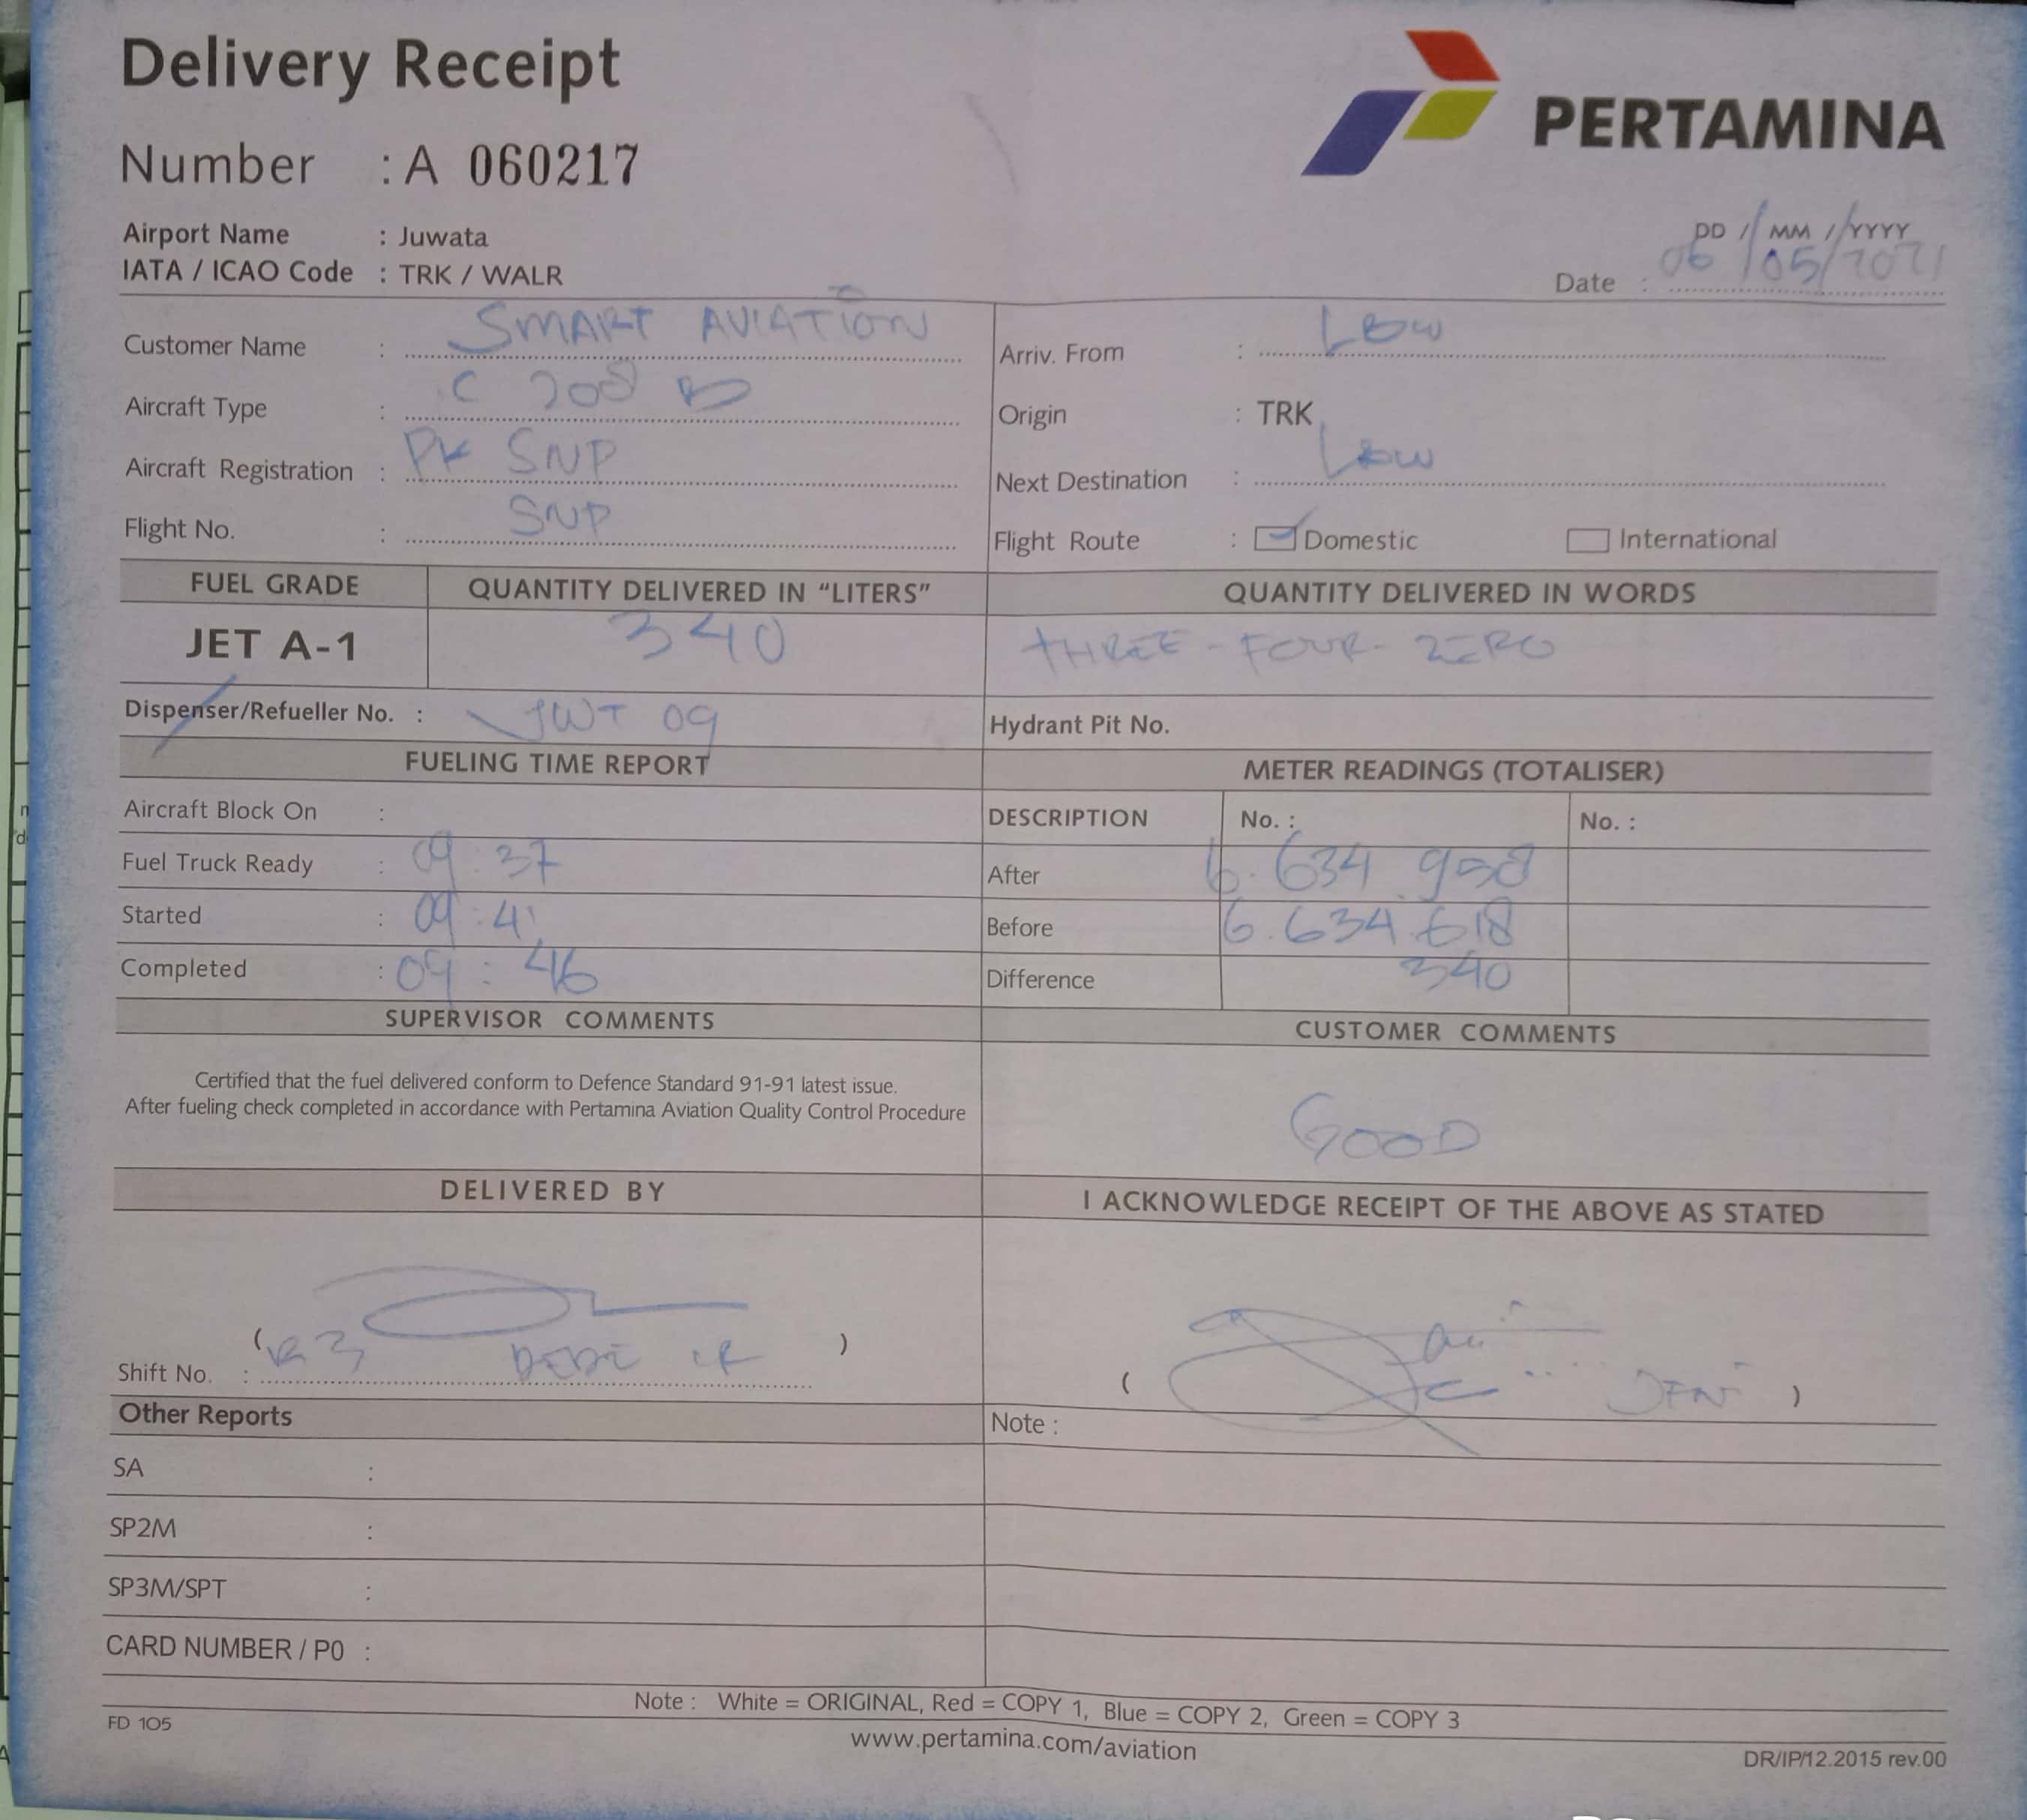 Delivery Receipt
PERTAMINA
Number : A 060217
Airport Name : Juwata
IATA / ICAO Code : TRK / WALR
DD / MM / YYYY
Date : 06/05/2021
Customer Name : SMART AVIATION
Arriv. From : LBW
Aircraft Type : C 208 B
Origin : TRK
Aircraft Registration : PK SNP
Next Destination : LBW
Flight No. : SNP
Flight Route : Domestic International
FUEL GRADE QUANTITY DELIVERED IN “LITERS” QUANTITY DELIVERED IN WORDS
JET A-1 340 THREE - FOUR - ZERO
Dispenser/Refueller No. : JWT 09
Hydrant Pit No.
FUELING TIME REPORT
METER READINGS (TOTALISER)
Aircraft Block On :
DESCRIPTION No. : No. :
Fuel Truck Ready : 09:37
After 6.634.958
Started : 09:41
Before 6.634.618
Completed : 09:46
Difference 340
SUPERVISOR COMMENTS
CUSTOMER COMMENTS
Certified that the fuel delivered conform to Defence Standard 91-91 latest issue.
After fueling check completed in accordance with Pertamina Aviation Quality Control Procedure
GOOD
DELIVERED BY
I ACKNOWLEDGE RECEIPT OF THE ABOVE AS STATED
( )
Shift No. :
( )
Other Reports
Note :
SA :
SP2M :
SP3M/SPT :
CARD NUMBER / P0 :
Note : White = ORIGINAL, Red = COPY 1, Blue = COPY 2, Green = COPY 3
FD 105
www.pertamina.com/aviation
DR/IP/12.2015 rev.00